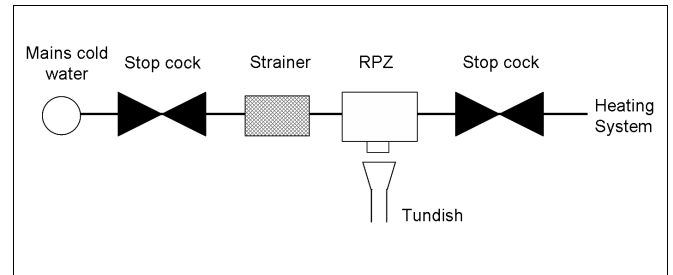 Mains cold
water
Stop cock
Strainer
RPZ
Stop cock
Heating
System
Tundish